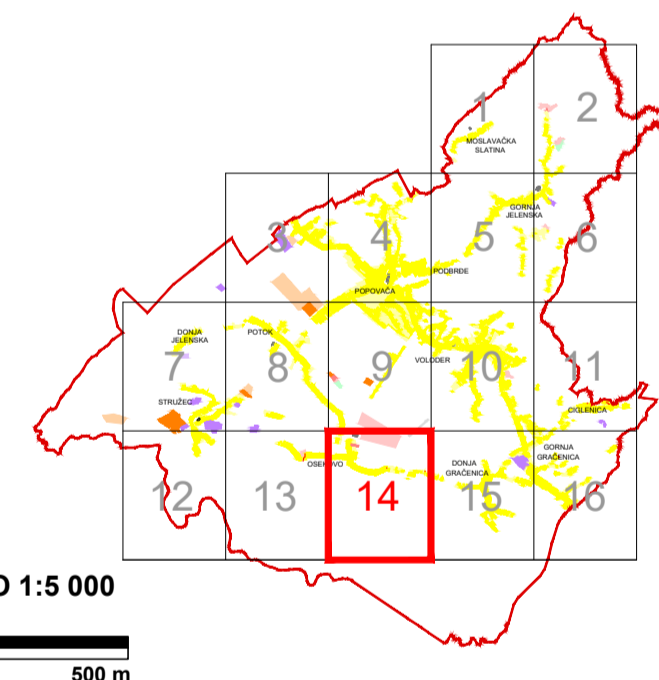 1
2
MOSLAVAČKA
SLATINA
GORNJA
JELENSKA
3
4
5
6
PODBRĐE
POPOVAČA
DONJA
JELENSKA
POTOK
7
8
9
VOLODER
10
11
STRUŽEC
CIGLENICA
OSEKOVO
DONJA
GRAČENICA
GORNJA
GRAČENICA
12
13
14
15
16
1:5 000
500 m